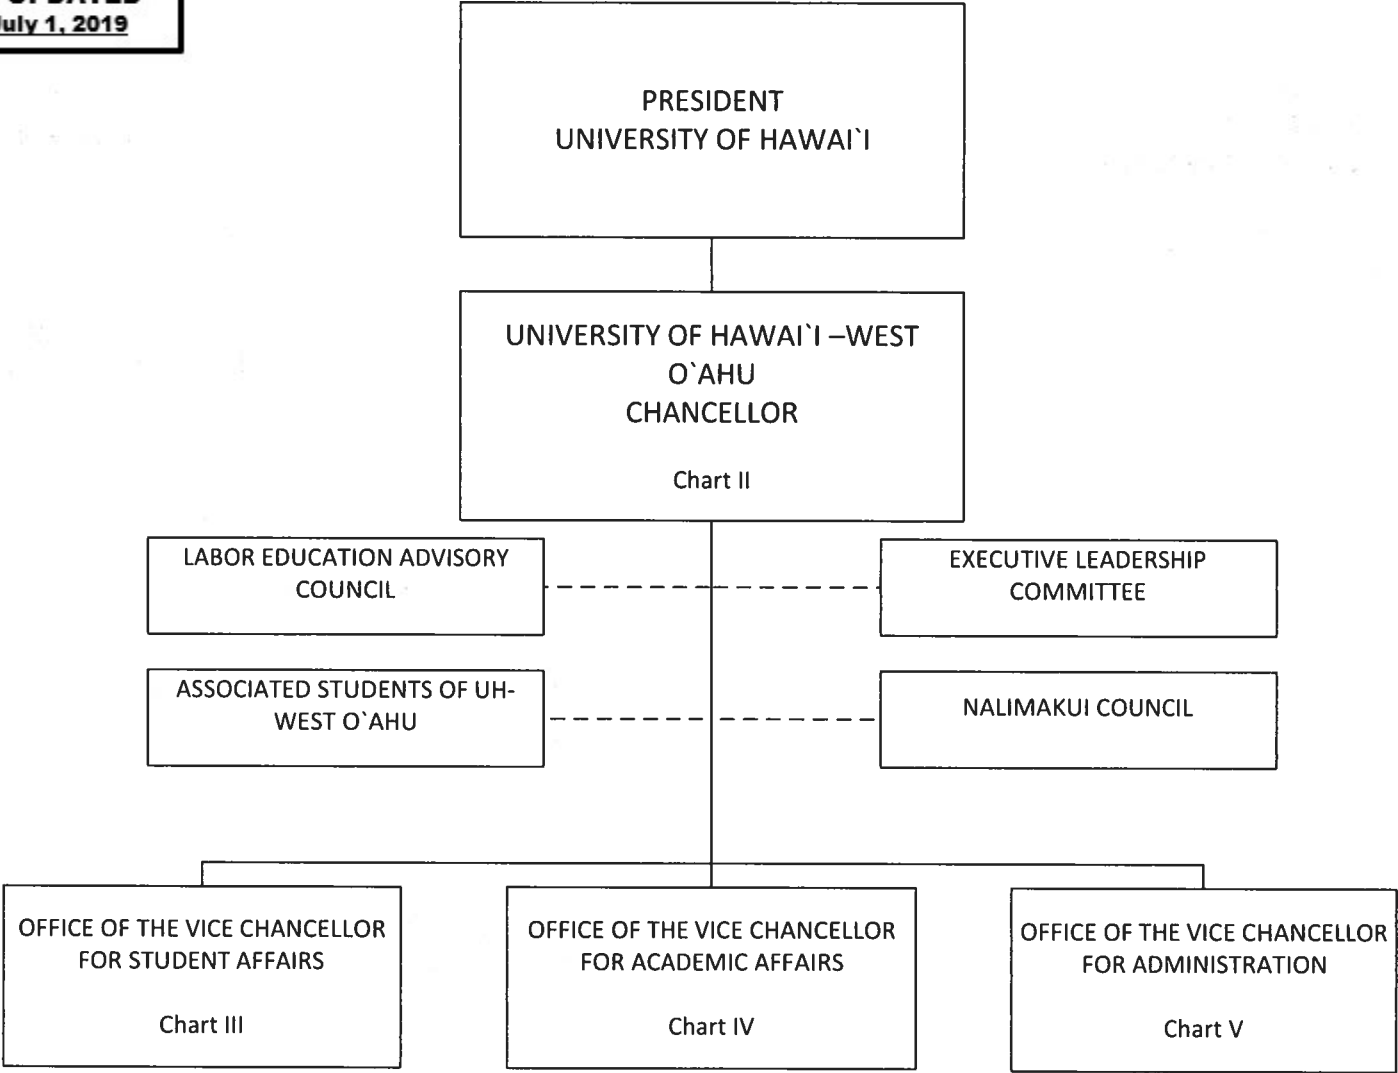 July 1, 2019
PRESIDENT
UNIVERSITY OF HAWAI`I
UNIVERSITY OF HAWAI`I –WEST
O`AHU
CHANCELLOR
Chart II
LABOR EDUCATION ADVISORY
COUNCIL
EXECUTIVE LEADERSHIP
COMMITTEE
ASSOCIATED STUDENTS OF UH-
WEST O`AHU
NALIMAKUI COUNCIL
OFFICE OF THE VICE CHANCELLOR
FOR STUDENT AFFAIRS
Chart III
OFFICE OF THE VICE CHANCELLOR
FOR ACADEMIC AFFAIRS
Chart IV
OFFICE OF THE VICE CHANCELLOR
FOR ADMINISTRATION
Chart V